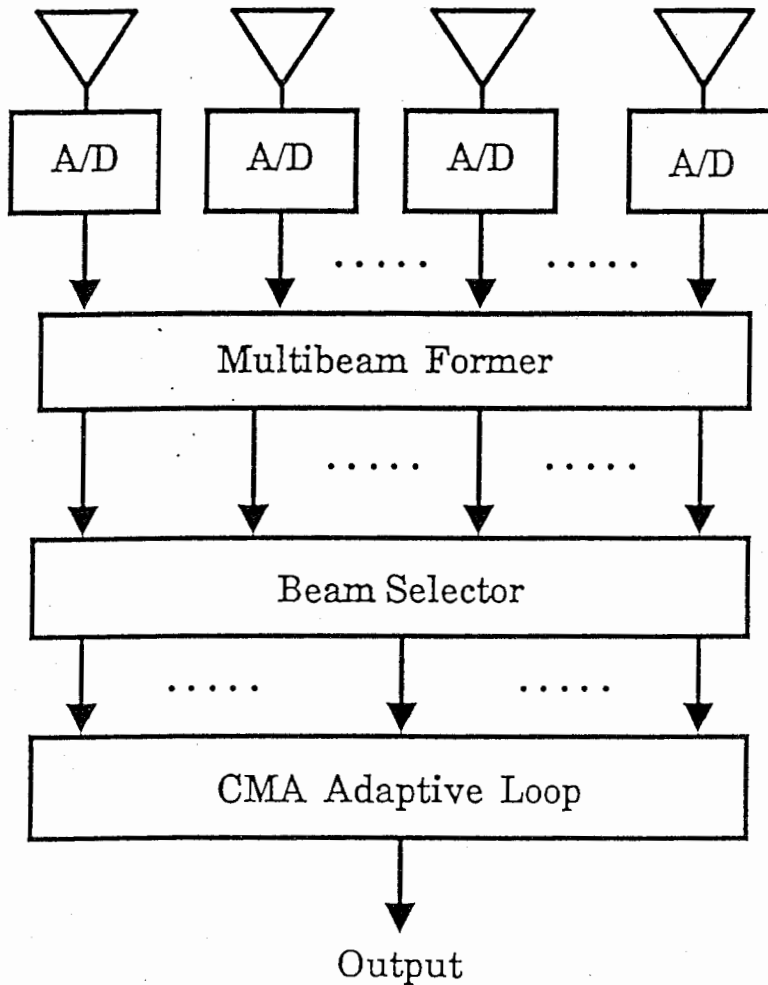 A/D A/D A/D A/D
Multibeam Former
Beam Selector
CMA Adaptive Loop
Output